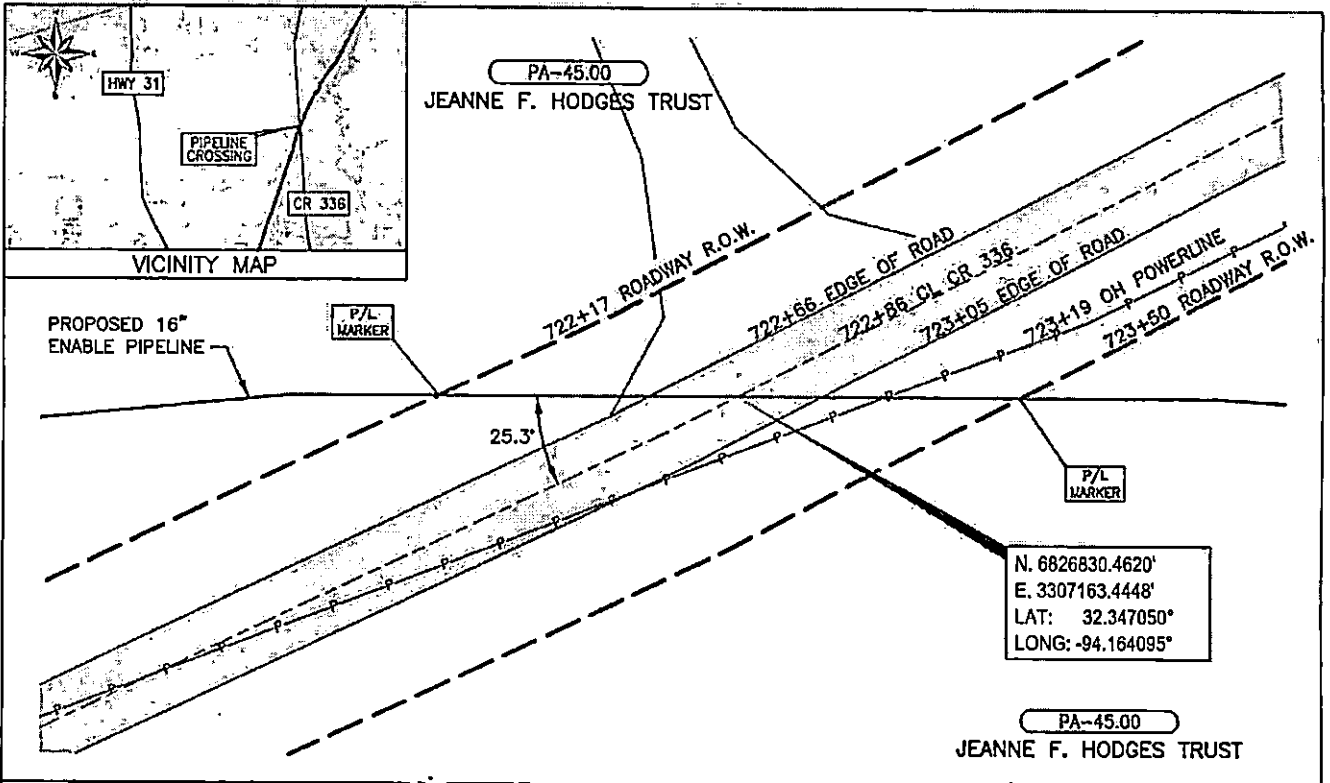 W
E
S
HWY 31
PIPELINE
CROSSING
CR 336
VICINITY MAP
PA-45.00
JEANNE F. HODGES TRUST
PROPOSED 16"
ENABLE PIPELINE
P/L
MARKER
722+17 ROADWAY R.O.W.
722+66 EDGE OF ROAD
722+86 CL CR 336
723+05 EDGE OF ROAD
723+19 OH POWERLINE
723+50 ROADWAY R.O.W.
25.3°
P P P P P P P P P P P P P P P P P P P P P P
P/L
MARKER
N. 6826830.4620'
E. 3307163.4448'
LAT: 32.347050°
LONG: -94.164095°
PA-45.00
JEANNE F. HODGES TRUST